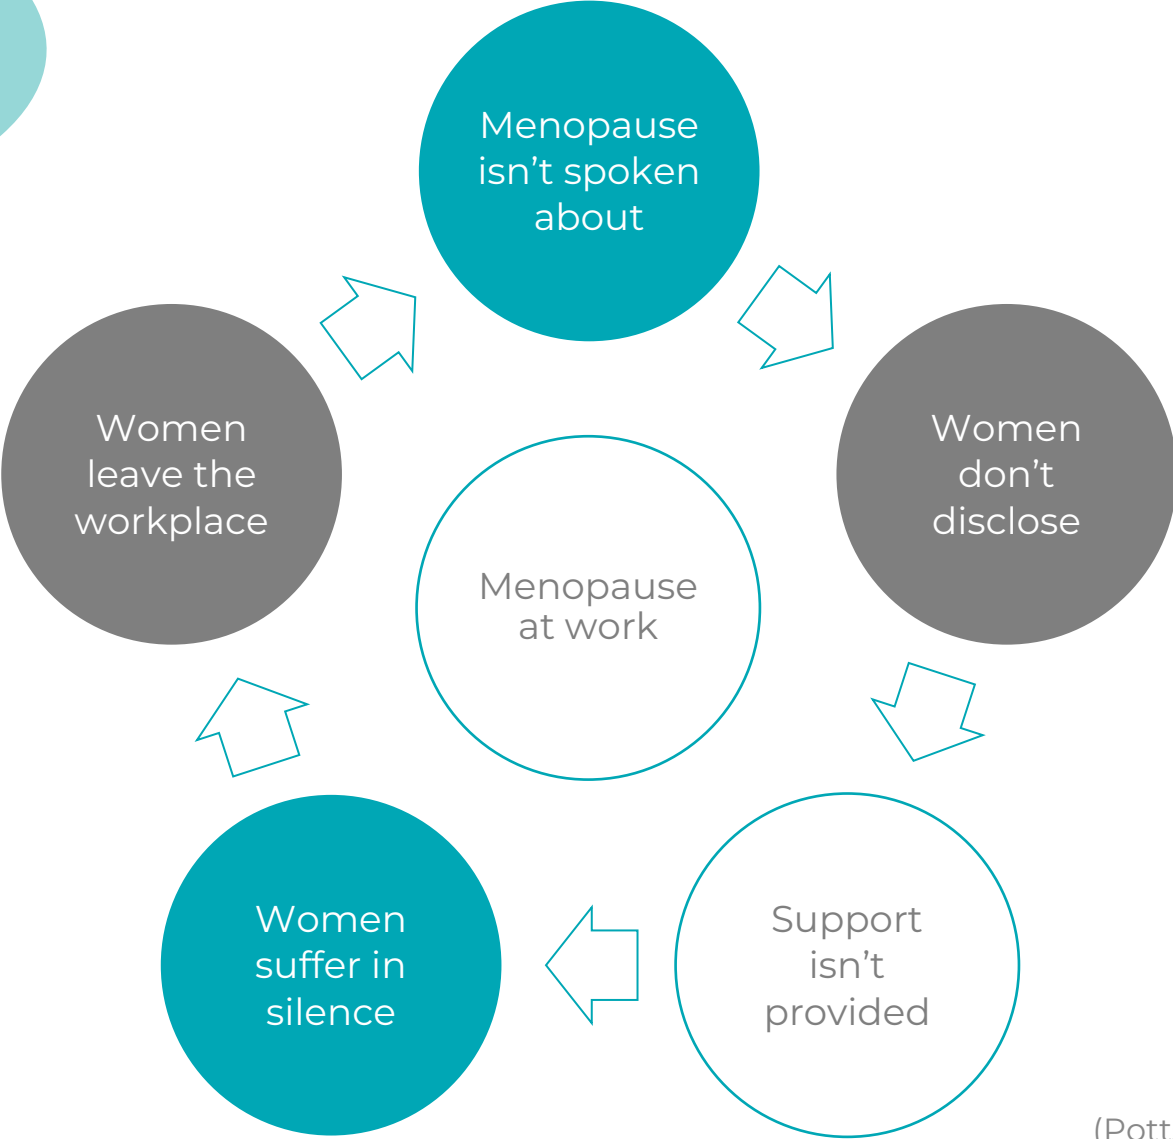 Menopause
isn't spoken
about
Women
don't
disclose
Support
isn't
provided
Women
suffer in
silence
Women
leave the
workplace
Menopause
at work
(Pott